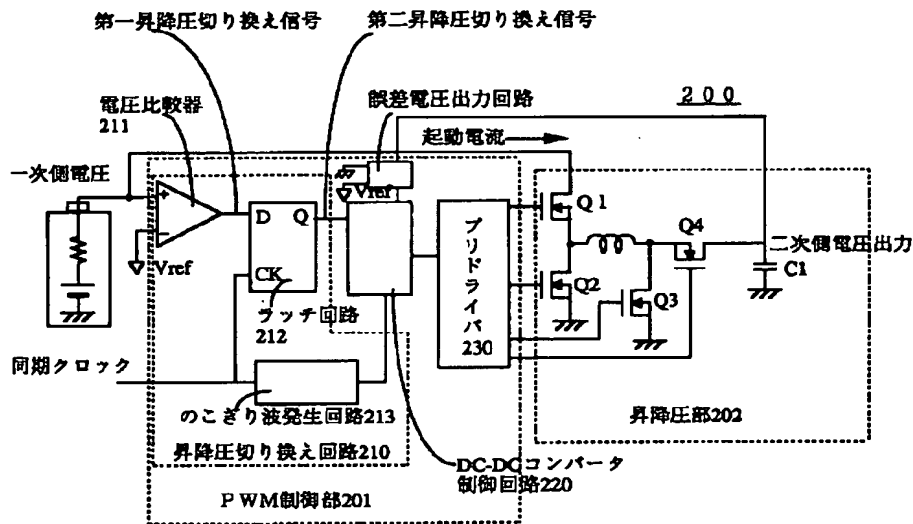 第一昇降圧切り換え信号
第二昇降圧切り換え信号
電圧比較器
211
誤差電圧出力回路
200
起動電流
一次側電圧
+
−
Vref
D
Q
CK
ラッチ回路
212
Vref
プリドライバ
230
Q1
Q2
Q3
Q4
二次側電圧出力
C1
同期クロック
のこぎり波発生回路213
昇降圧切り換え回路210
昇降圧部202
DC-DCコンバータ
制御回路220
PWM制御部201